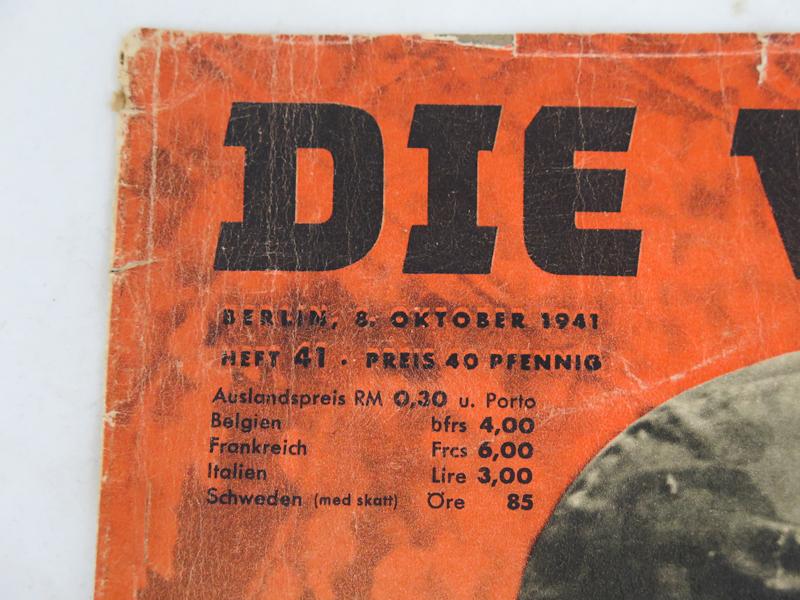 DIE
BERLIN, 8. OKTOBER 1941
HEFT 41 · PREIS 40 PFENNIG
Auslandspreis RM 0,30 u. Porto
Belgien bfrs 4,00
Frankreich Frcs 6,00
Italien Lire 3,00
Schweden (med skatt) Öre 85